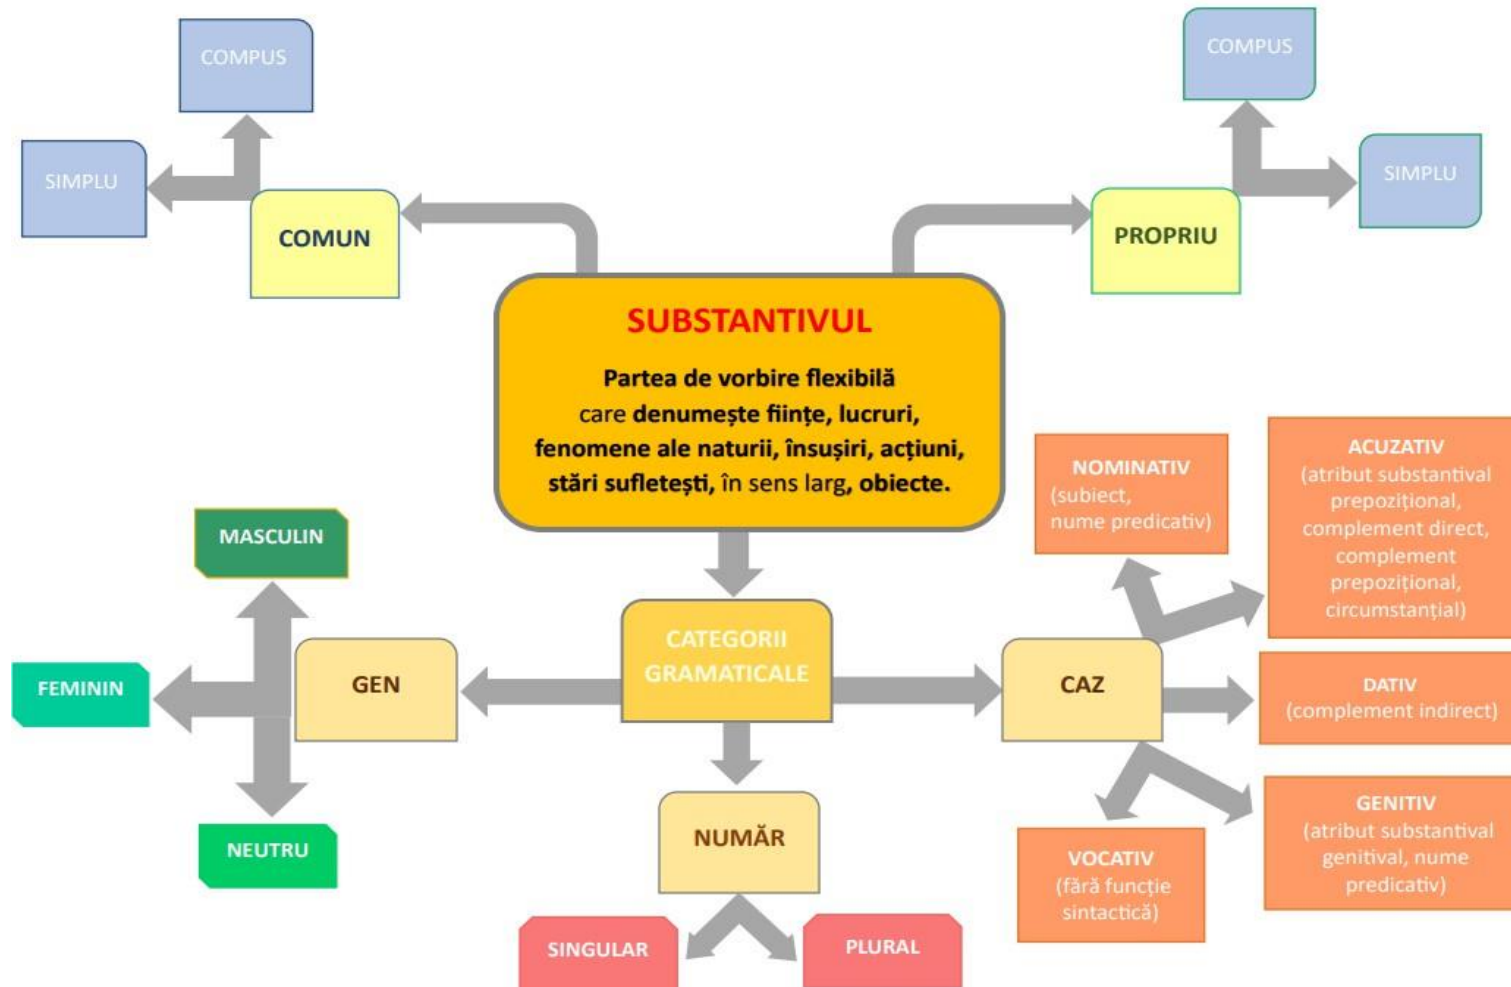 COMPUS
SIMPLU
COMUN
COMPUS
SIMPLU
PROPRIU
SUBSTANTIVUL
Partea de vorbire flexibilă
care denumește ființe, lucruri,
fenomene ale naturii, însușiri, acțiuni,
stări sufletești, în sens larg, obiecte.
CATEGORII
GRAMATICALE
MASCULIN
FEMININ
GEN
NEUTRU
NUMĂR
SINGULAR
PLURAL
CAZ
NOMINATIV
(subiect,
nume predicativ)
ACUZATIV
(atribut substantival
prepozițional,
complement direct,
complement
prepozițional,
circumstanțial)
DATIV
(complement indirect)
GENITIV
(atribut substantival
genitival, nume
predicativ)
VOCATIV
(fără funcție
sintactică)